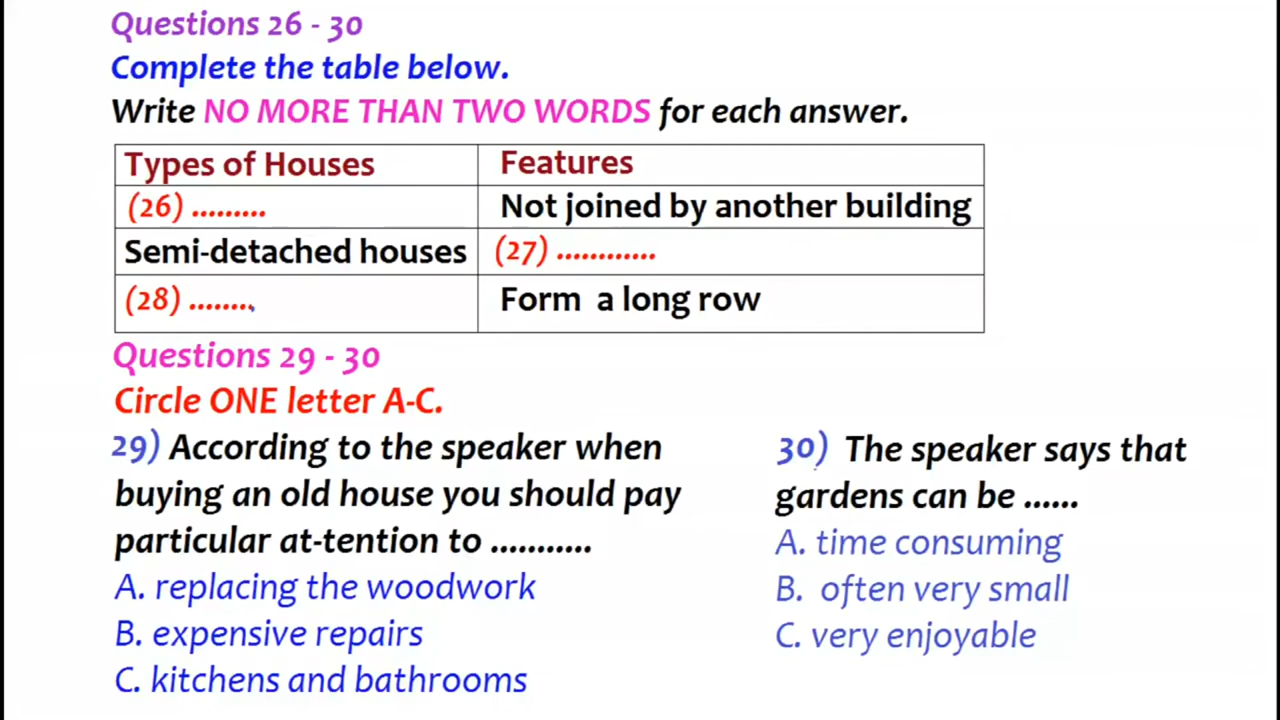 Questions 26 - 30
Complete the table below.
Write NO MORE THAN TWO WORDS for each answer.
Types of Houses Features
(26) ......... Not joined by another building
Semi-detached houses (27) ............
(28) ........ Form a long row
Questions 29 - 30
Circle ONE letter A-C.
29) According to the speaker when
buying an old house you should pay
particular at-tention to ...........
A. replacing the woodwork
B. expensive repairs
C. kitchens and bathrooms
30) The speaker says that
gardens can be ......
A. time consuming
B. often very small
C. very enjoyable